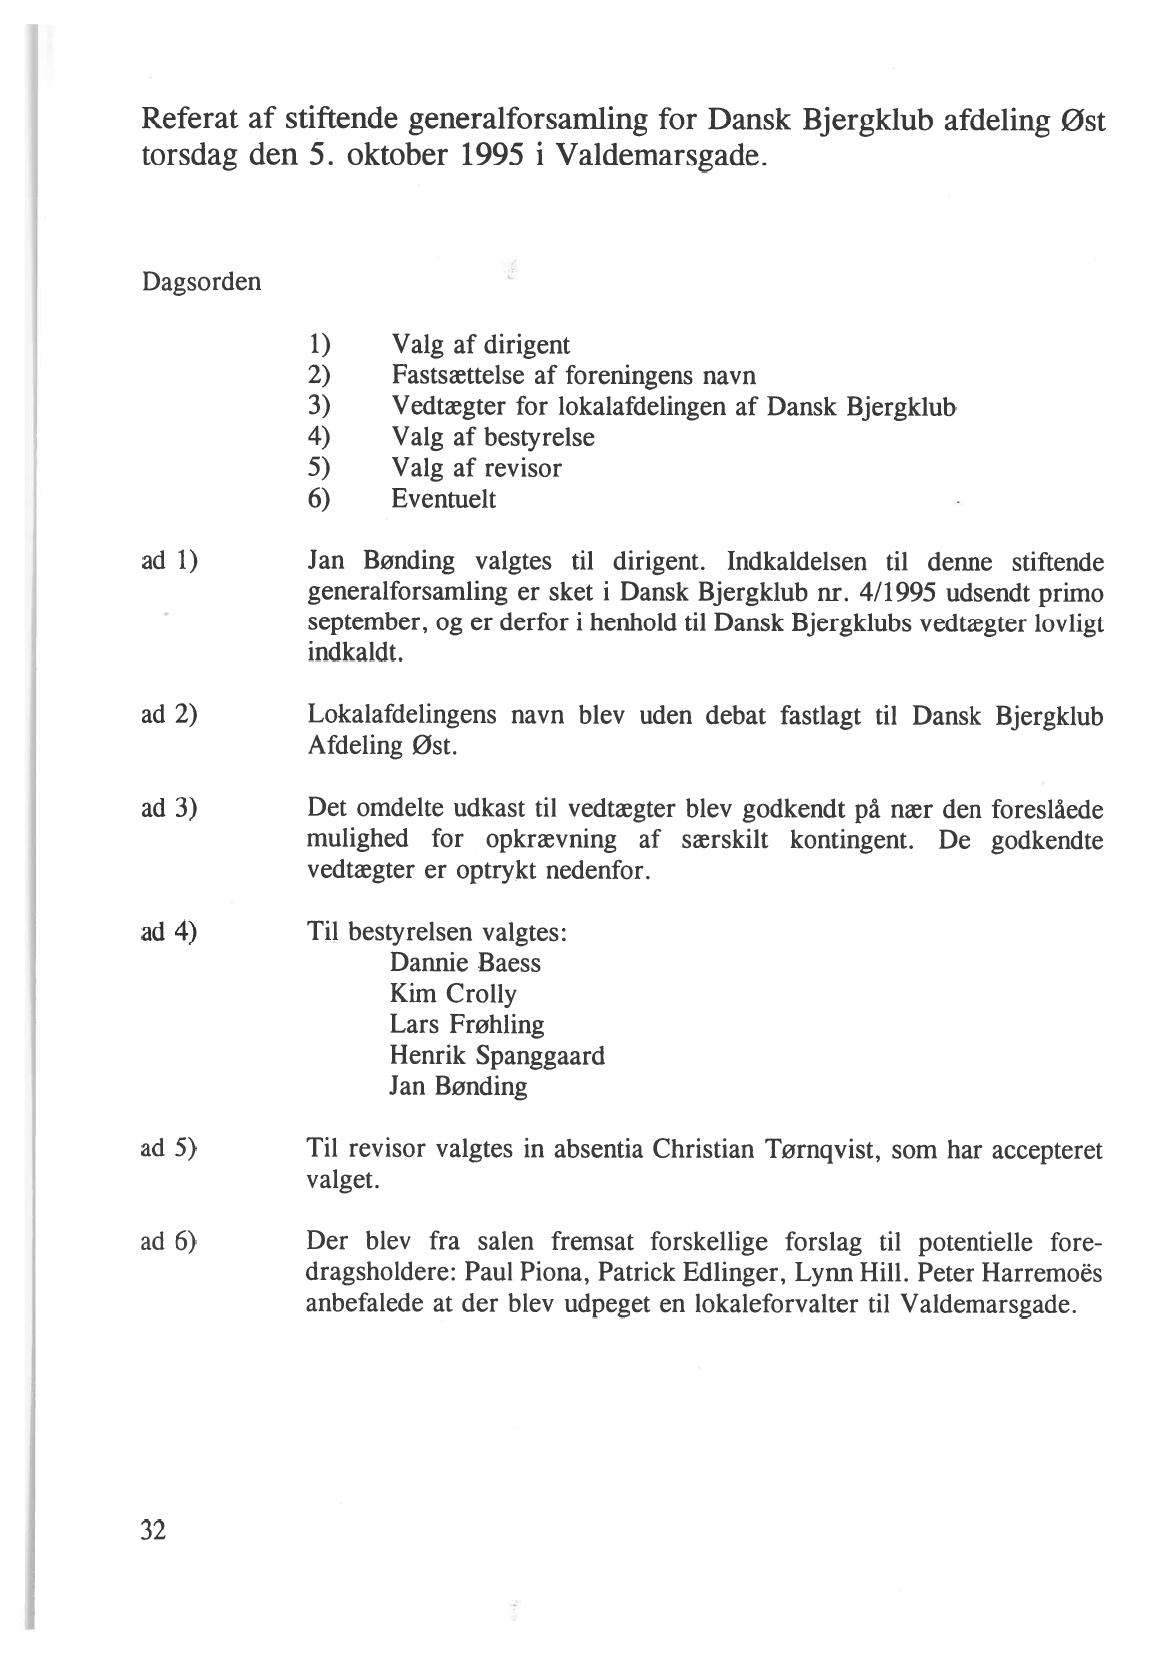 Referat af stiftende generalforsamling for Dansk Bjergklub afdeling Øst
torsdag den 5. oktober 1995 i Valdemarsgade.
Dagsorden
1) Valg af dirigent
2) Fastsættelse af foreningens navn
3) Vedtægter for lokalafdelingen af Dansk Bjergklub
4) Valg af bestyrelse
5) Valg af revisor
6) Eventuelt
ad 1) Jan Bønding valgtes til dirigent. Indkaldelsen til denne stiftende
generalforsamling er sket i Dansk Bjergklub nr. 4/1995 udsendt primo
september, og er derfor i henhold til Dansk Bjergklubs vedtægter lovligt
indkaldt.
ad 2) Lokalafdelingens navn blev uden debat fastlagt til Dansk Bjergklub
Afdeling Øst.
ad 3) Det omdelte udkast til vedtægter blev godkendt på nær den foreslåede
mulighed for opkrævning af særskilt kontingent. De godkendte
vedtægter er optrykt nedenfor.
ad 4) Til bestyrelsen valgtes:
Dannie Baess
Kim Crolly
Lars Frøhling
Henrik Spanggaard
Jan Bønding
ad 5) Til revisor valgtes in absentia Christian Tørnqvist, som har accepteret
valget.
ad 6) Der blev fra salen fremsat forskellige forslag til potentielle fore-
dragsholdere: Paul Piona, Patrick Edlinger, Lynn Hill. Peter Harremoës
anbefalede at der blev udpeget en lokaleforvalter til Valdemarsgade.
32